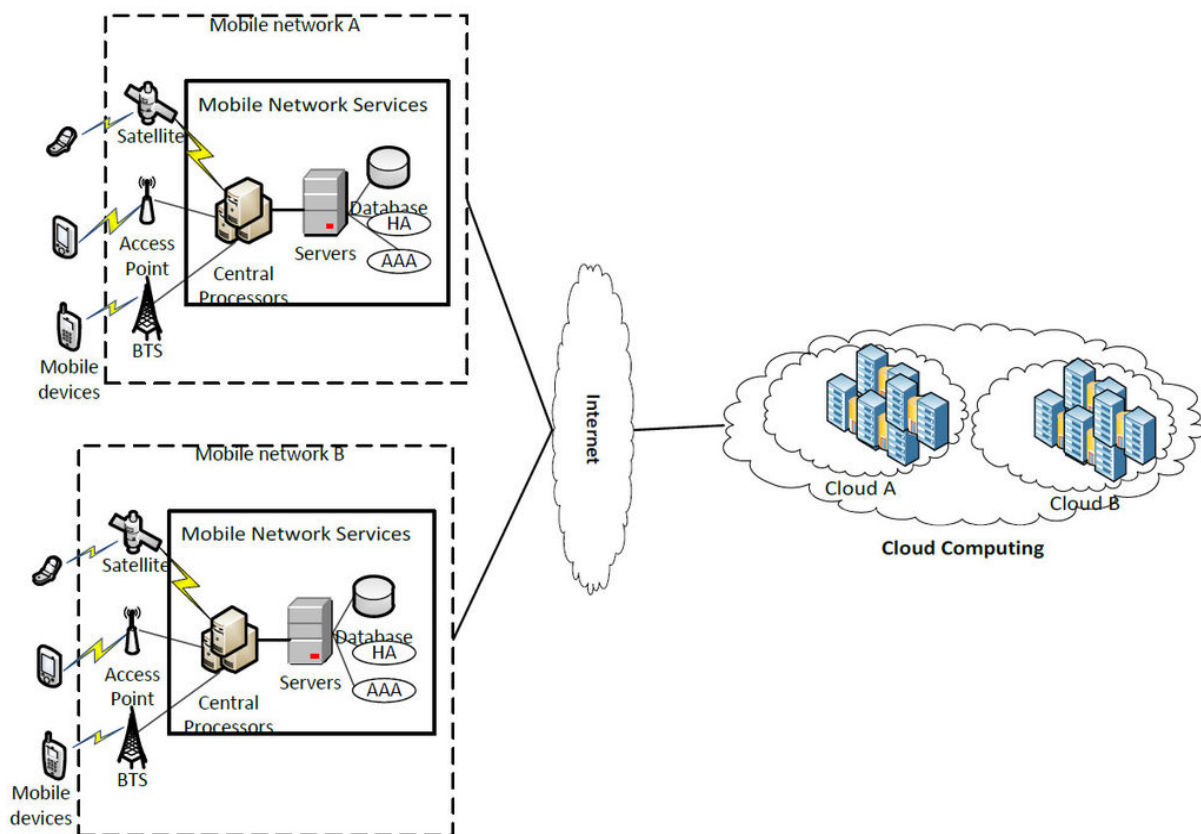 Mobile network A
Mobile Network Services
Satellite
Database
HA
Access
Point
Servers
AAA
Central
Processors
BTS
Mobile
devices
Internet
Cloud A
Cloud B
Cloud Computing
Mobile network B
Mobile Network Services
Satellite
Database
HA
Access
Point
Servers
AAA
Central
Processors
BTS
Mobile
devices